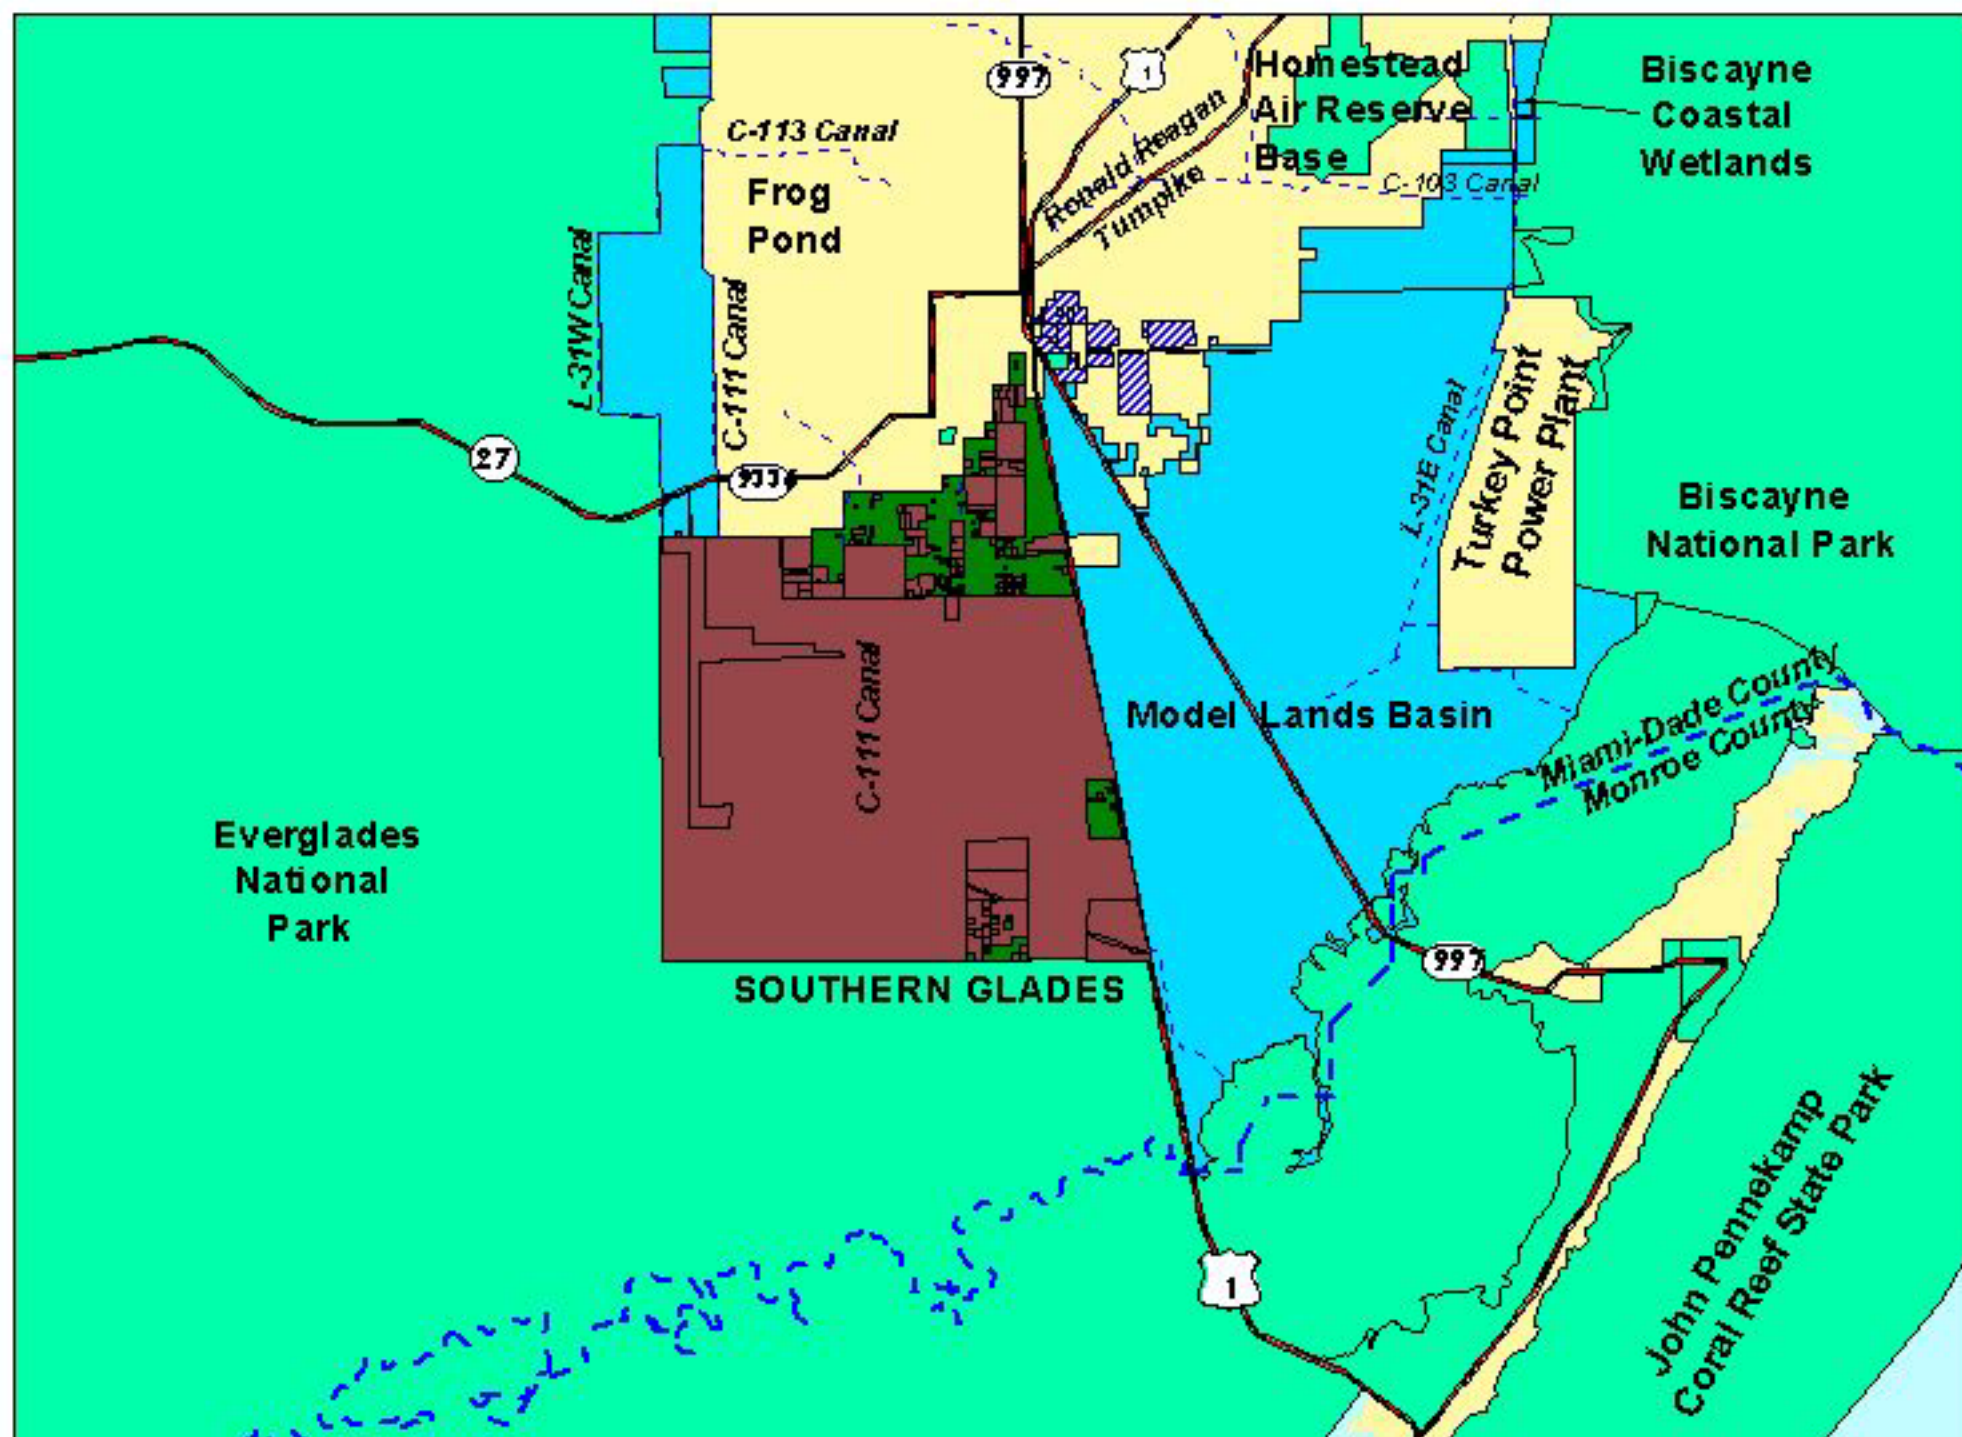 997
1
Homestead
Air Reserve
Base
Biscayne
Coastal
Wetlands
C-113 Canal
Ronald Reagan
Turnpike
Frog
Pond
C-103 Canal
L-31W Canal
C-111 Canal
27
933
L-31E Canal
Turkey Point
Power Plant
Biscayne
National Park
C-111 Canal
Model Lands Basin
Miami-Dade County
Monroe County
Everglades
National
Park
997
SOUTHERN GLADES
John Pennekamp
Coral Reef State Park
1